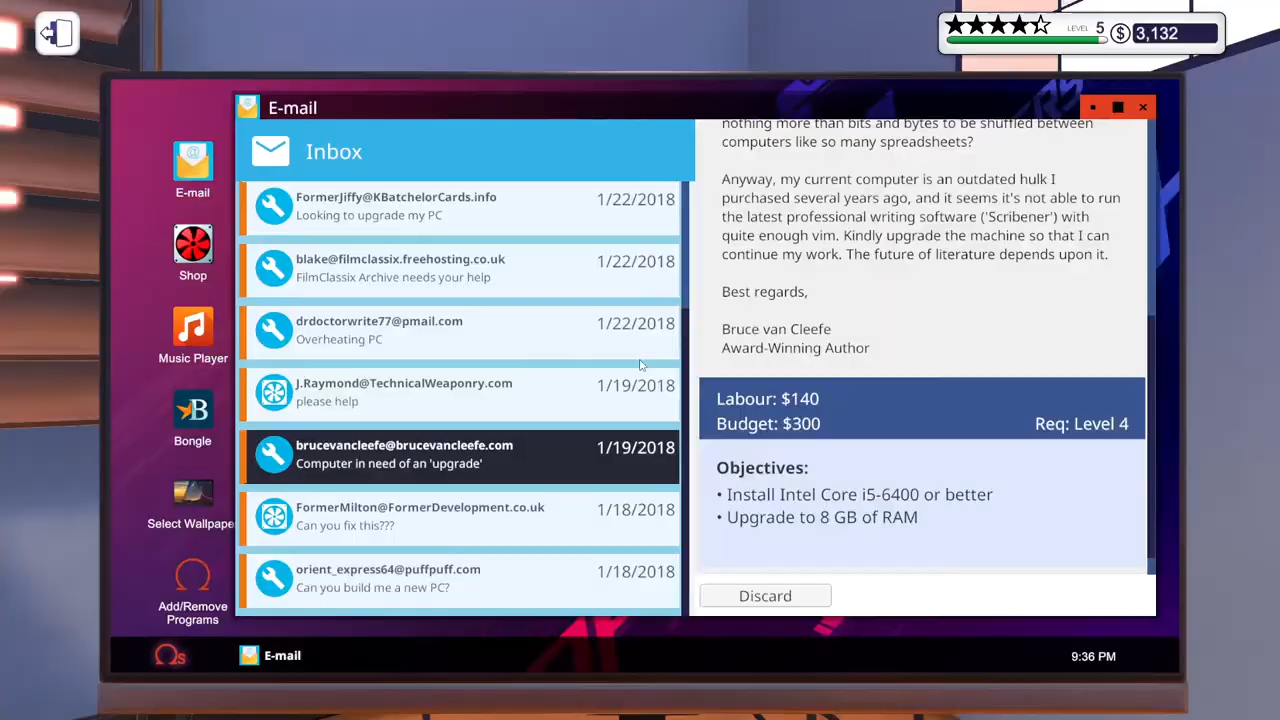 LEVEL 5
$ 3,132
E-mail
Inbox
E-mail
Shop
Music Player
Bongle
Select Wallpape
Add/Remove
Programs
FormerJiffy@KBatchelorCards.info
Looking to upgrade my PC
1/22/2018
blake@filmclassix.freehosting.co.uk
FilmClassix Archive needs your help
1/22/2018
drdoctorwrite77@pmail.com
Overheating PC
1/22/2018
J.Raymond@TechnicalWeaponry.com
please help
1/19/2018
brucevancleefe@brucevancleefe.com
Computer in need of an 'upgrade'
1/19/2018
FormerMilton@FormerDevelopment.co.uk
Can you fix this???
1/18/2018
orient_express64@puffpuff.com
Can you build me a new PC?
1/18/2018
nothing more than bits and bytes to be shuffled between
computers like so many spreadsheets?
Anyway, my current computer is an outdated hulk I
purchased several years ago, and it seems it's not able to run
the latest professional writing software ('Scribener') with
quite enough vim. Kindly upgrade the machine so that I can
continue my work. The future of literature depends upon it.
Best regards,
Bruce van Cleefe
Award-Winning Author
Labour: $140
Budget: $300
Req: Level 4
Objectives:
• Install Intel Core i5-6400 or better
• Upgrade to 8 GB of RAM
Discard
Ωs
E-mail
9:36 PM